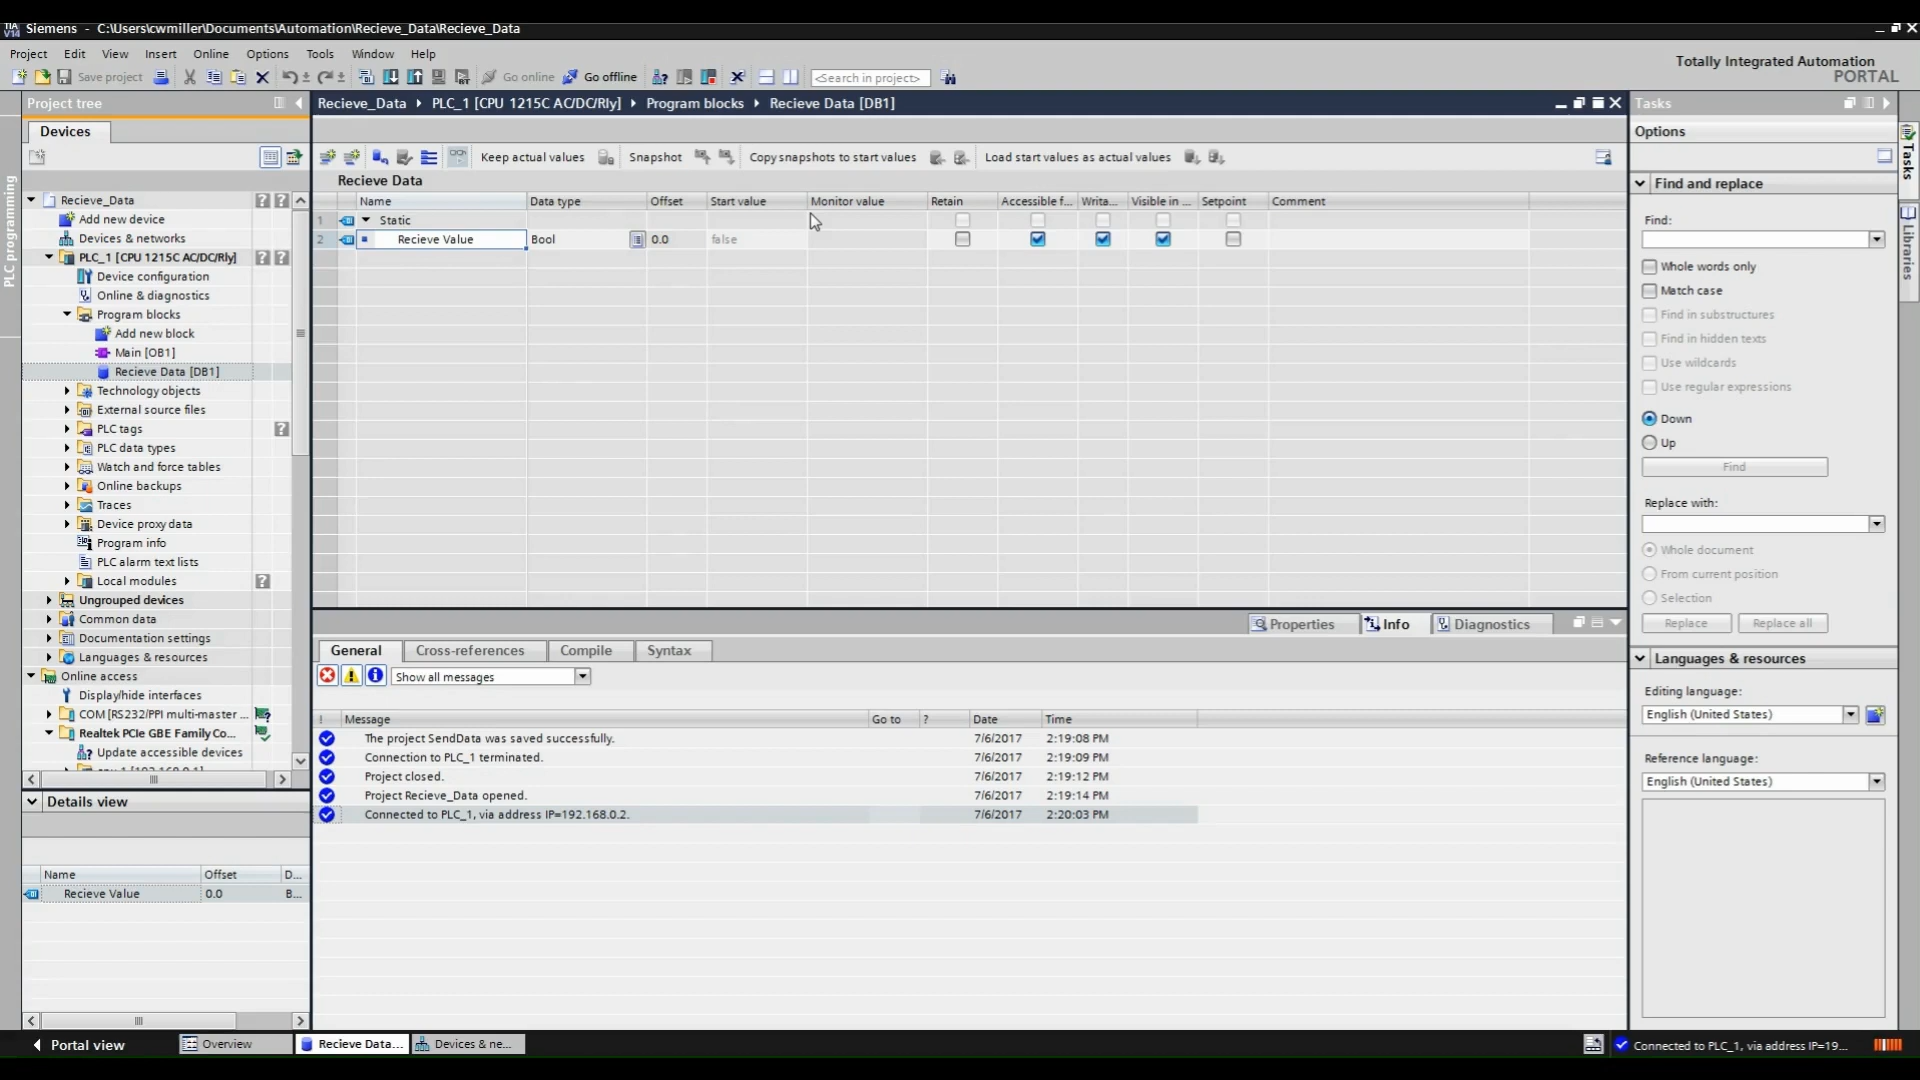 TIA
V14
Siemens - C:\Users\cwmiller\Documents\Automation\Recieve_Data\Recieve_Data
Project Edit View Insert Online Options Tools Window Help
Totally Integrated Automation
PORTAL
Save project
Go online
Go offline
<Search in project>
Project tree
Recieve_Data
PLC_1 [CPU 1215C AC/DC/Rly]
Program blocks
Recieve Data [DB1]
Tasks
Devices
Options
Keep actual values
Snapshot
Copy snapshots to start values
Load start values as actual values
Recieve Data
Name Data type Offset Start value Monitor value Retain Accessible f... Writa... Visible in ... Setpoint Comment
1 Static
2 Recieve Value Bool 0.0 false
Recieve_Data
Add new device
Devices & networks
PLC_1 [CPU 1215C AC/DC/Rly]
Device configuration
Online & diagnostics
Program blocks
Add new block
Main [OB1]
Recieve Data [DB1]
Technology objects
External source files
PLC tags
PLC data types
Watch and force tables
Online backups
Traces
Device proxy data
Program info
PLC alarm text lists
Local modules
Ungrouped devices
Common data
Documentation settings
Languages & resources
Online access
Display/hide interfaces
COM [RS232/PPI multi-master ...
Realtek PCIe GBE Family Co...
Update accessible devices
Details view
Name Offset D...
Recieve Value 0.0 B...
PLC programming
Properties Info Diagnostics
General Cross-references Compile Syntax
Show all messages
! Message Go to ? Date Time
The project SendData was saved successfully. 7/6/2017 2:19:08 PM
Connection to PLC_1 terminated. 7/6/2017 2:19:09 PM
Project closed. 7/6/2017 2:19:12 PM
Project Recieve_Data opened. 7/6/2017 2:19:14 PM
Connected to PLC_1, via address IP=192.168.0.2. 7/6/2017 2:20:03 PM
Find and replace
Find:
Whole words only
Match case
Find in substructures
Find in hidden texts
Use wildcards
Use regular expressions
Down
Up
Find
Replace with:
Whole document
From current position
Selection
Replace Replace all
Languages & resources
Editing language:
English (United States)
Reference language:
English (United States)
Tasks
Libraries
Portal view
Overview
Recieve Data...
Devices & ne...
Connected to PLC_1, via address IP=19...